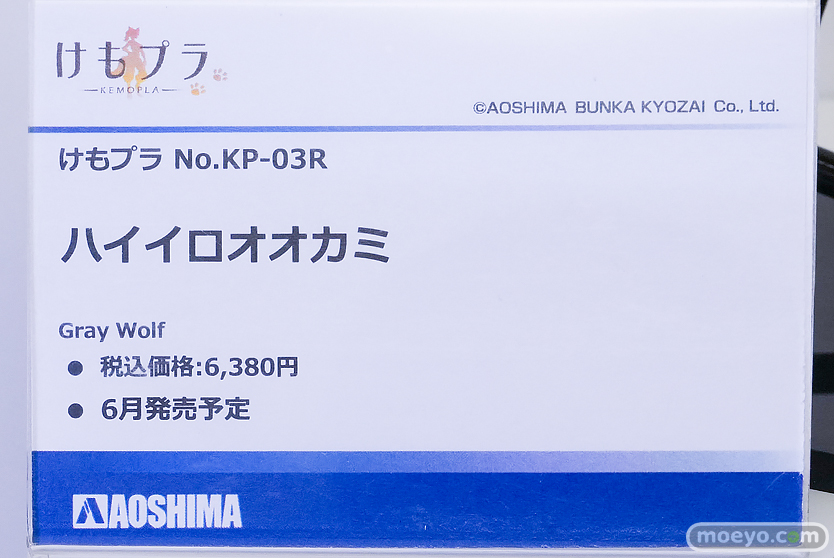 けもプラ
KEMOPLA
©AOSHIMA BUNKA KYOZAI Co., Ltd.
けもプラ No.KP-03R
ハイイロオオカミ
Gray Wolf
● 税込価格:6,380円
● 6月発売予定
AOSHIMA
moeyo.com